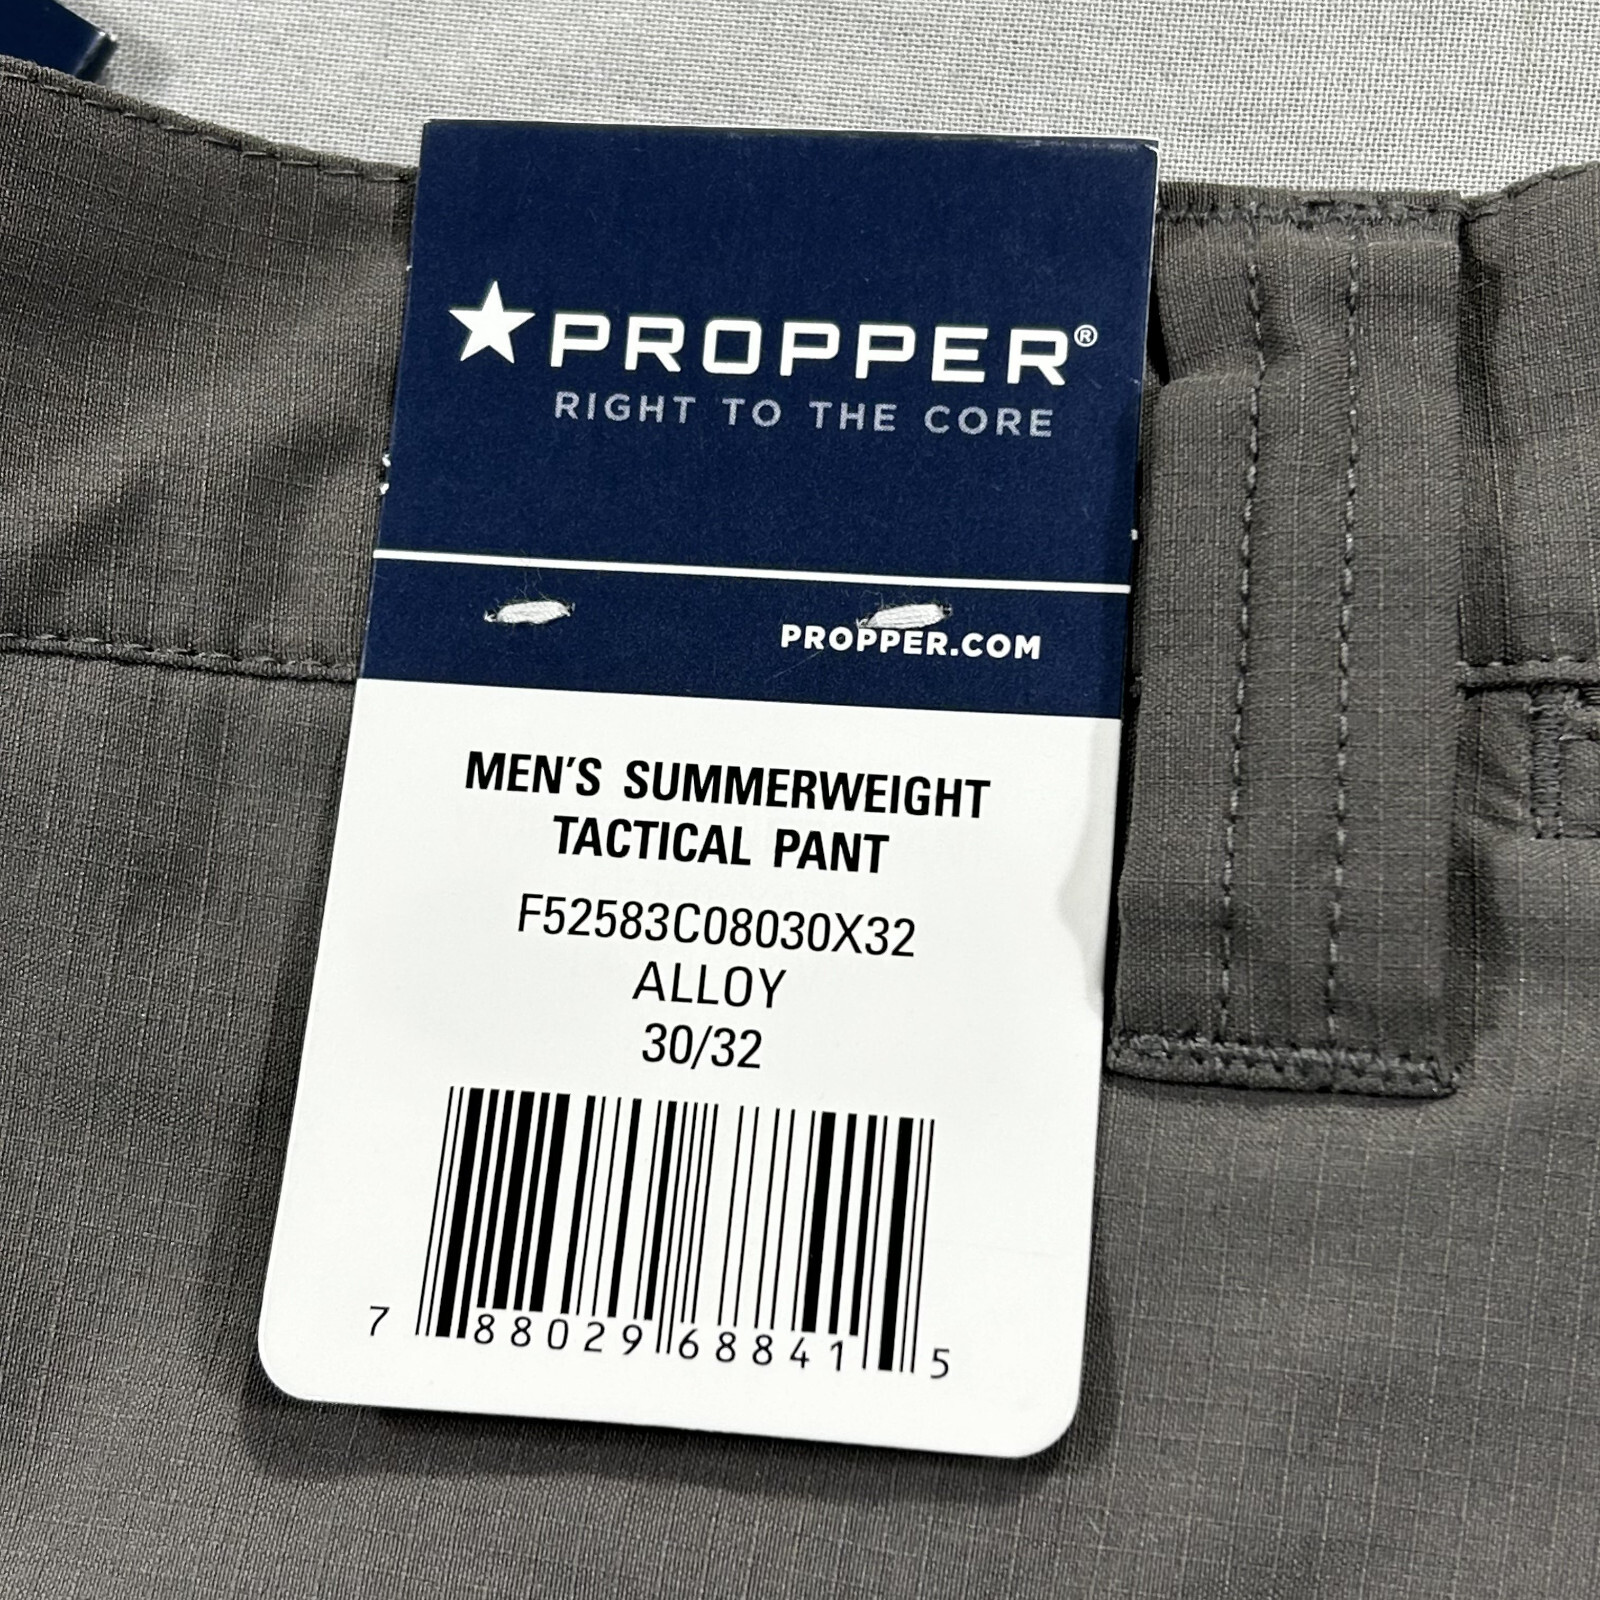 ★PROPPER®
RIGHT TO THE CORE
PROPPER.COM
MEN'S SUMMERWEIGHT
TACTICAL PANT
F52583C08030X32
ALLOY
30/32
7 88029 68841 5